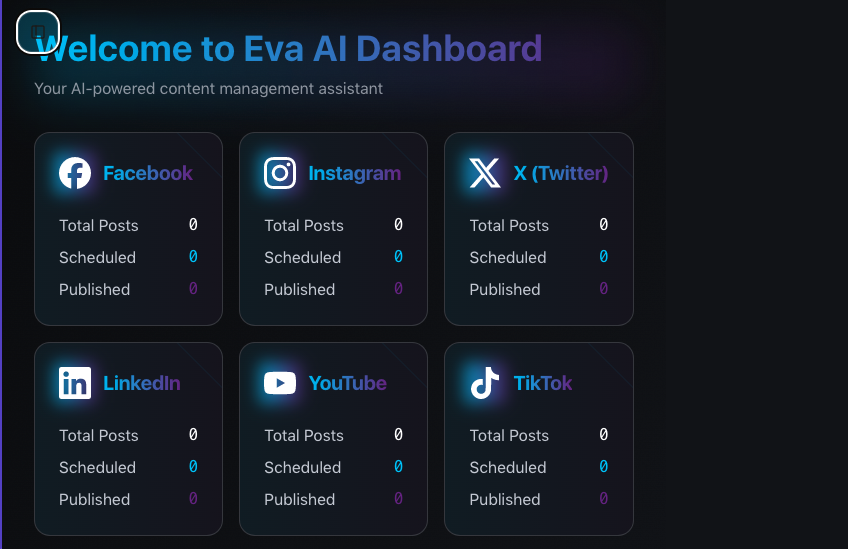 Welcome to Eva AI Dashboard
Your AI-powered content management assistant
Facebook
Total Posts 0
Scheduled 0
Published 0
Instagram
Total Posts 0
Scheduled 0
Published 0
X (Twitter)
Total Posts 0
Scheduled 0
Published 0
LinkedIn
Total Posts 0
Scheduled 0
Published 0
YouTube
Total Posts 0
Scheduled 0
Published 0
TikTok
Total Posts 0
Scheduled 0
Published 0